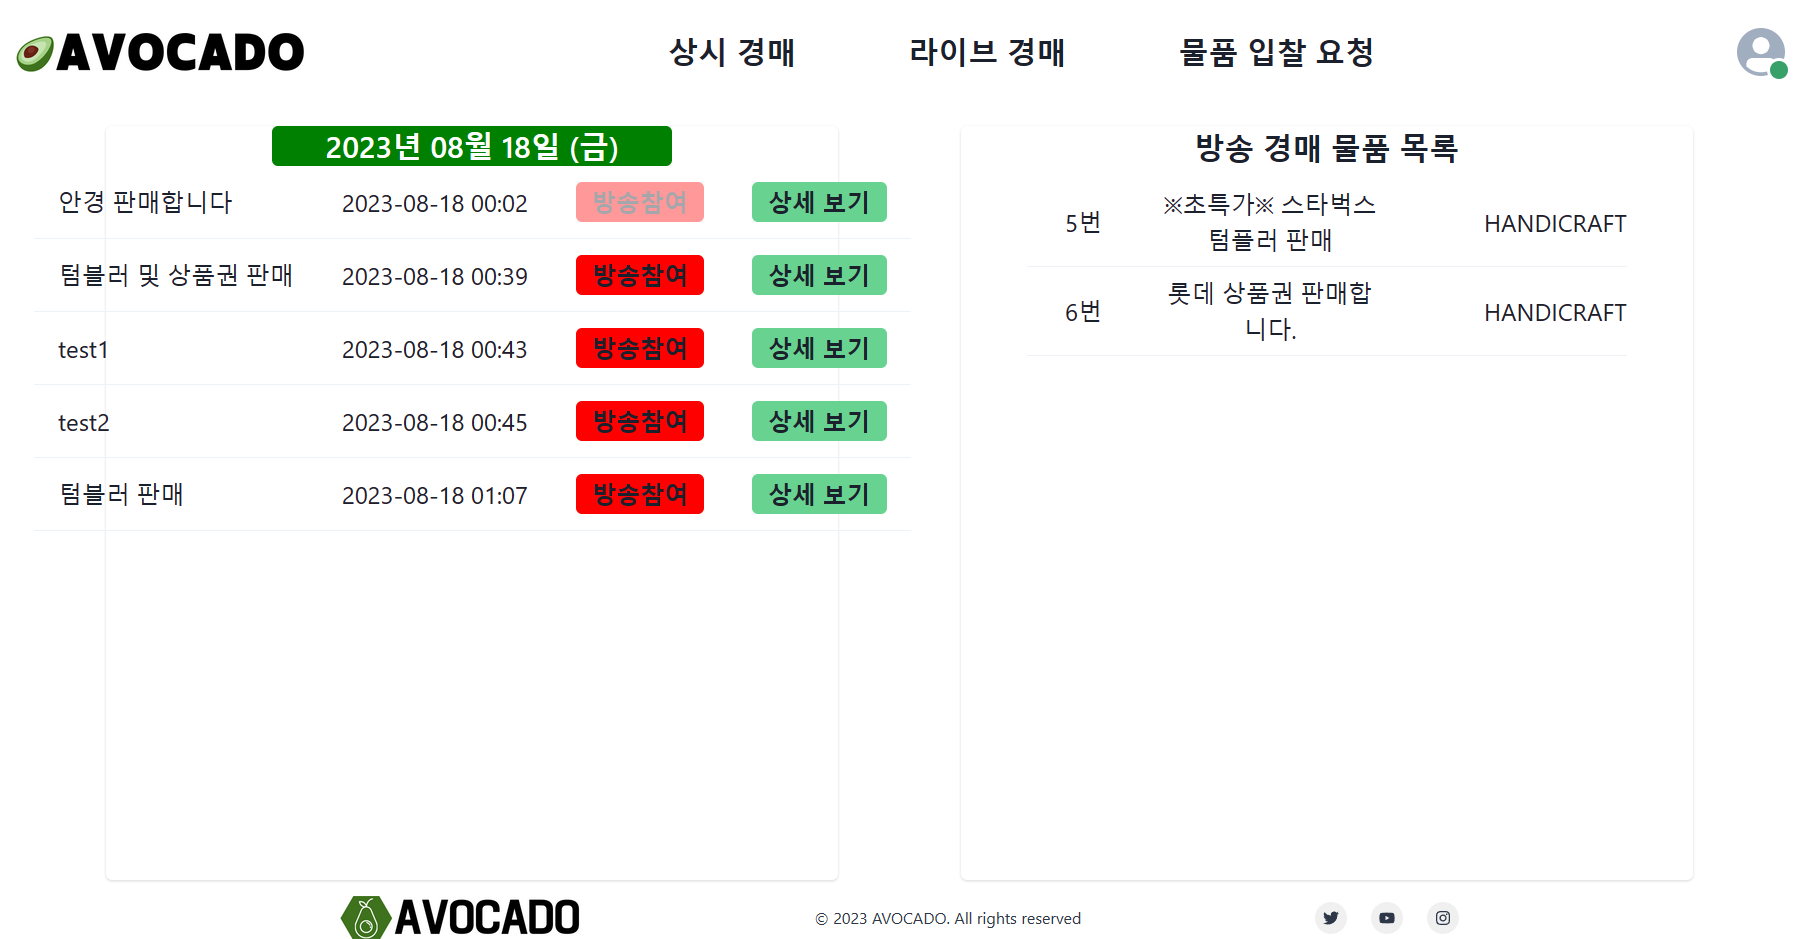 AVOCADO
상시 경매
라이브 경매
물품 입찰 요청
2023년 08월 18일 (금)
안경 판매합니다 2023-08-18 00:02 방송참여 상세 보기
텀블러 및 상품권 판매 2023-08-18 00:39 방송참여 상세 보기
test1 2023-08-18 00:43 방송참여 상세 보기
test2 2023-08-18 00:45 방송참여 상세 보기
텀블러 판매 2023-08-18 01:07 방송참여 상세 보기
방송 경매 물품 목록
5번
※초특가※ 스타벅스
텀플러 판매
HANDICRAFT
6번
롯데 상품권 판매합
니다.
HANDICRAFT
AVOCADO
© 2023 AVOCADO. All rights reserved